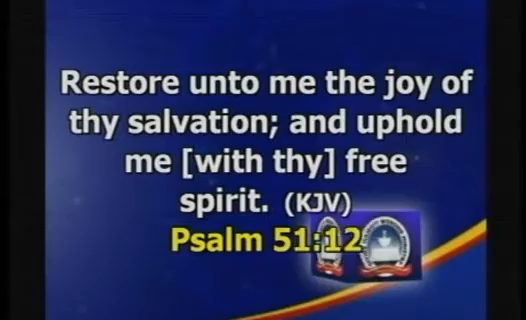 Restore unto me the joy of
thy salvation; and uphold
me [with thy] free
spirit. (KJV)
Psalm 51:12